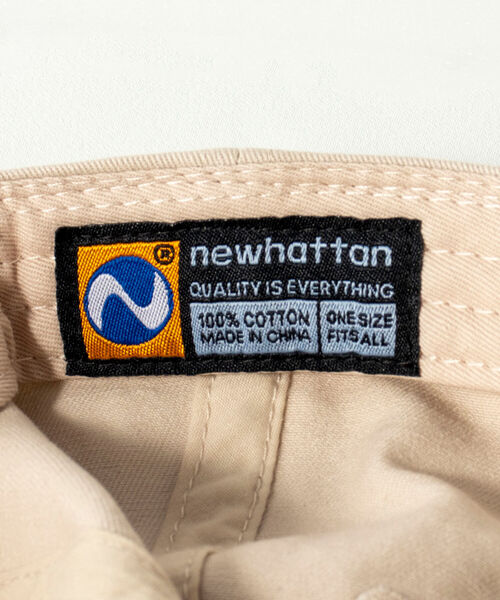 ®
newhattan
QUALITY IS EVERYTHING
100% COTTON
MADE IN CHINA
ONE SIZE
FITS ALL